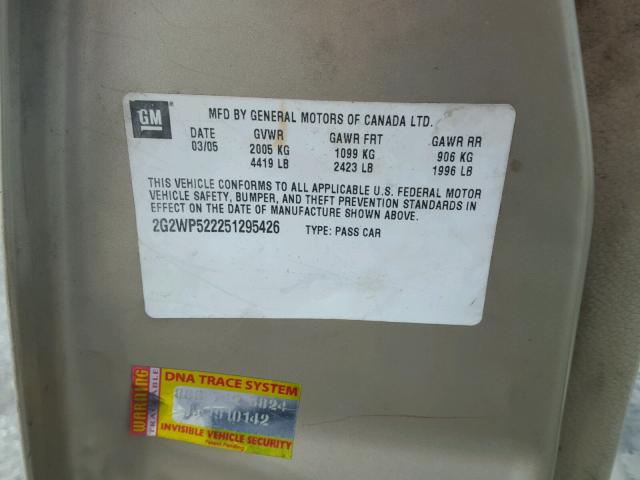 GM
MFD BY GENERAL MOTORS OF CANADA LTD.
DATE GVWR GAWR FRT GAWR RR
03/05 2005 KG 1099 KG 906 KG
4419 LB 2423 LB 1996 LB
THIS VEHICLE CONFORMS TO ALL APPLICABLE U.S. FEDERAL MOTOR
VEHICLE SAFETY, BUMPER, AND THEFT PREVENTION STANDARDS IN
EFFECT ON THE DATE OF MANUFACTURE SHOWN ABOVE.
2G2WP522251295426 TYPE: PASS CAR
WARNING
TRACEABLE
DNA TRACE SYSTEM
INVISIBLE VEHICLE SECURITY
Patent Pending